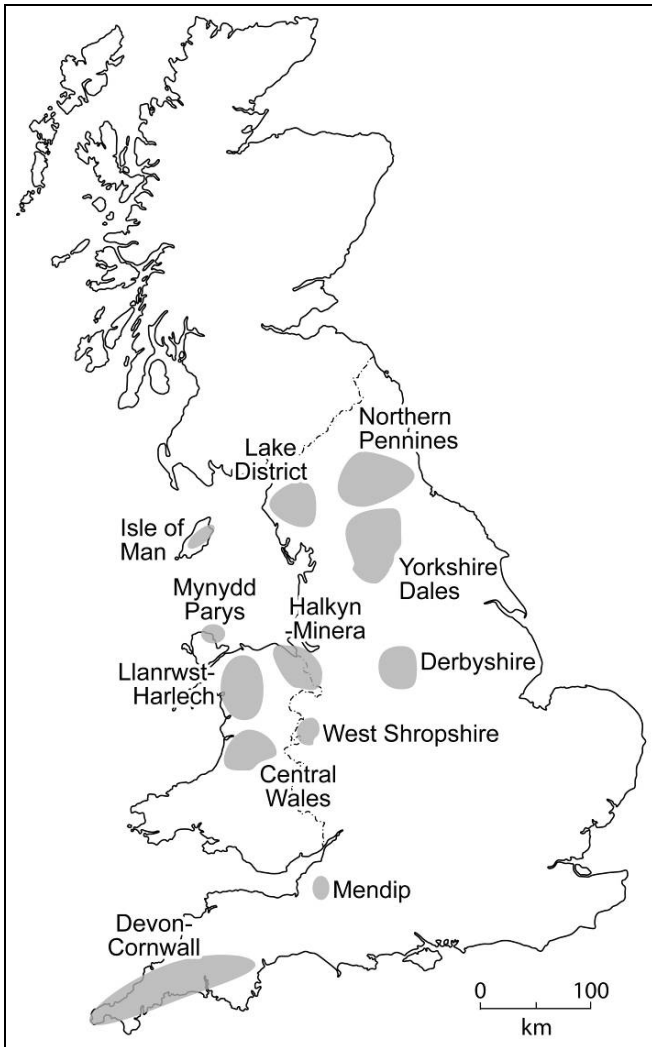 Northern
Pennines
Lake
District
Isle of
Man
Yorkshire
Dales
Mynydd
Parys
Halkyn
-Minera
Derbyshire
Llanrwst-
Harlech
West Shropshire
Central
Wales
Mendip
Devon-
Cornwall
0 100
km